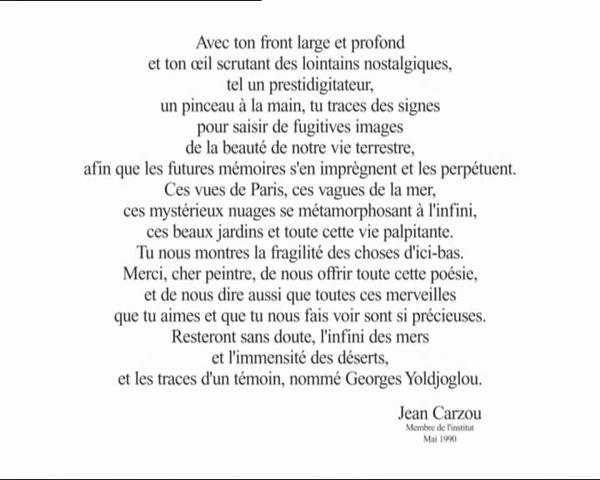 Avec ton front large et profond
et ton œil scrutant des lointains nostalgiques,
tel un prestidigitateur,
un pinceau à la main, tu traces des signes
pour saisir de fugitives images
de la beauté de notre vie terrestre,
afin que les futures mémoires s'en imprègnent et les perpétuent.
Ces vues de Paris, ces vagues de la mer,
ces mystérieux nuages se métamorphosant à l'infini,
ces beaux jardins et toute cette vie palpitante.
Tu nous montres la fragilité des choses d'ici-bas.
Merci, cher peintre, de nous offrir toute cette poésie,
et de nous dire aussi que toutes ces merveilles
que tu aimes et que tu nous fais voir sont si précieuses.
Resteront sans doute, l'infini des mers
et l'immensité des déserts,
et les traces d'un témoin, nommé Georges Yoldjoglou.
Jean Carzou
Membre de l'institut
Mai 1990